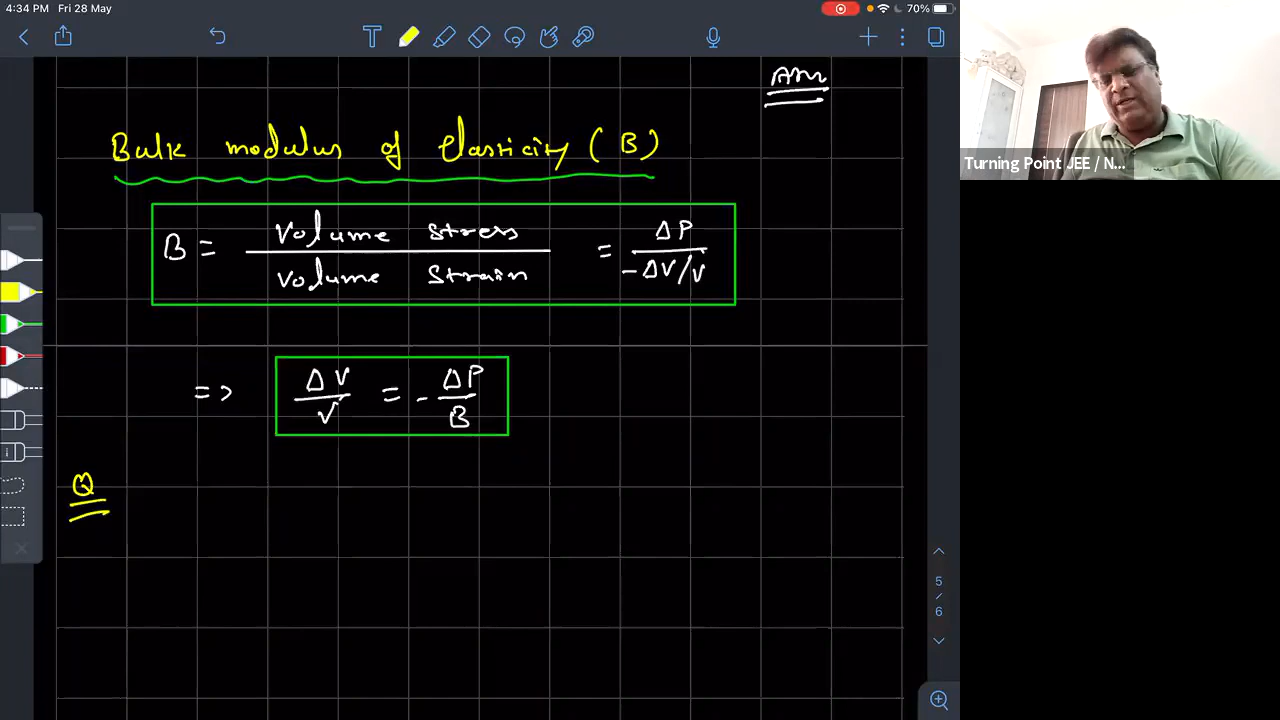 4:34 PM Fri 28 May 70%
Ans
Bulk modulus of Elasticity (B)
B = Volume stress / Volume strain = ΔP / -ΔV/V
=> ΔV / V = - ΔP / B
Q
5 / 6
Turning Point JEE / N...